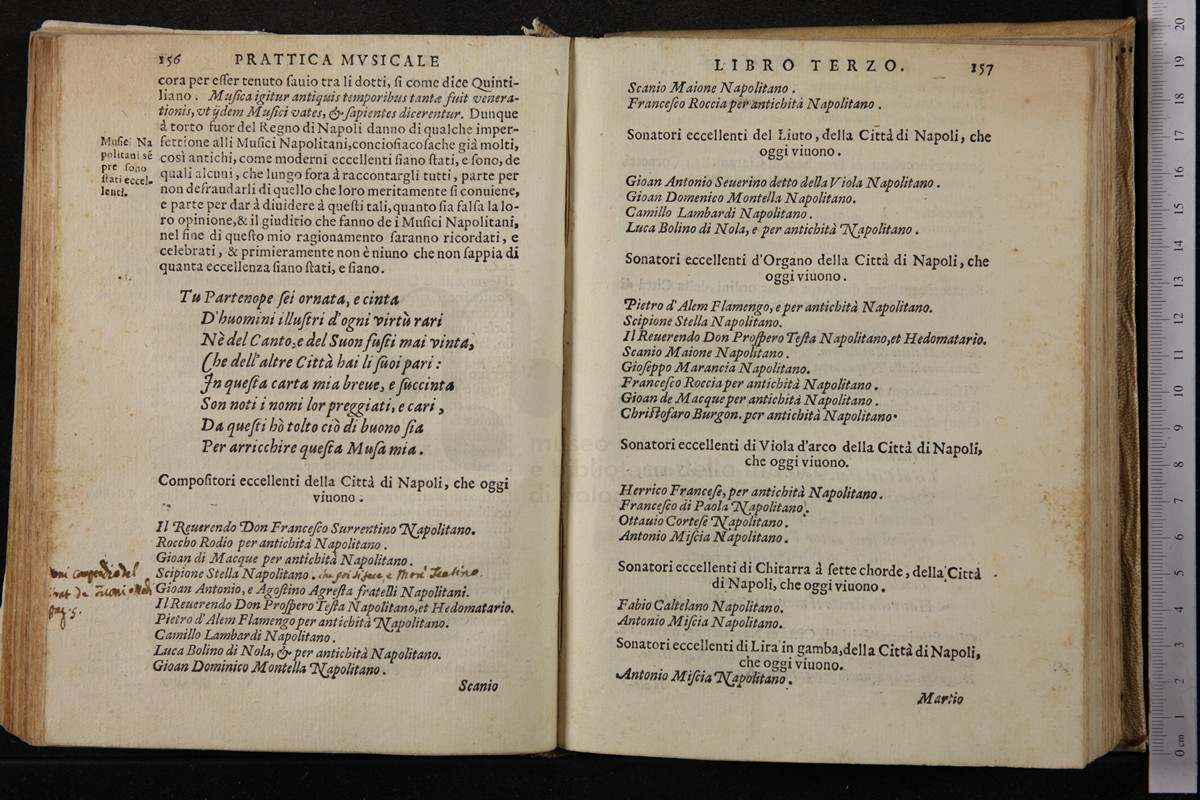 156 PRATTICA MVSICALE
cora per eſſer tenuto ſauio tra li dotti, ſi come dice Quinti-
liano. Muſica igitur antiquis temporibus tantæ fuit venera-
tionis, vt ijdem Muſici vates, & ſapientes dicerentur. Dunque
à torto fuor del Regno di Napoli danno di qualche imper-
fettione alli Muſici Napolitani, conciofiacoſache già molti,
così antichi, come moderni eccellenti ſiano ſtati, e ſono, de
quali alcuni, che lungo fora à raccontargli tutti, parte per
non defraudarli di quello che loro meritamente ſi conuiene,
e parte per dar à diuidere à queſti tali, quanto ſia falſa la lo-
ro opinione, & il giuditio che fanno de i Muſici Napolitani,
nel fine di queſto mio ragionamento ſaranno ricordati, e
celebrati, & primieramente non è niuno che non ſappia di
quanta eccellenza ſiano ſtati, e ſiano.
Muſic Na
politani sẽ
pre ſono
ſtati eccel-
lenti.
Tu Partenope ſei ornata, e cinta
D'huomini illuſtri d'ogni virtù rari
Nè del Canto, e del Suon fuſti mai vinta,
Che dell'altre Città hai li ſuoi pari:
In queſta carta mia breue, e ſuccinta
Son noti i nomi lor preggiati, e cari,
Da queſti hò tolto ciò di buono ſia
Per arricchire queſta Muſa mia.
Compoſitori eccellenti della Città di Napoli, che oggi
viuono.
Il Reuerendo Don Franceſco Surrentino Napolitano.
Roccho Rodio per antichità Napolitano.
Gioan di Macque per antichità Napolitano.
Scipione Stella Napolitano. che poi si fece
Gioan Antonio, e Agoſtino Agreſta fratelli Napolitani.
Il Reuerendo Don Proſpero Teſta Napolitano, et Hedomatario.
Pietro d'Alem Flamengo per antichità Napolitano.
Camillo Lambardi Napolitano.
Luca Bolino di Nola, & per antichità Napolitano.
Gioan Dominico Montella Napolitano.
compendio del
pag. 5.
Scanio
LIBRO TERZO. 157
Scanio Maione Napolitano.
Franceſco Roccia per antichità Napolitano.
Sonatori eccellenti del Liuto, della Città di Napoli, che
oggi viuono.
Gioan Antonio Seuerino detto della Viola Napolitano.
Gioan Domenico Montella Napolitano.
Camillo Lambardi Napolitano.
Luca Bolino di Nola, e per antichità Napolitano.
Sonatori eccellenti d'Organo della Città di Napoli, che
oggi viuono.
Pietro d'Alem Flamengo, e per antichità Napolitano.
Scipione Stella Napolitano.
Il Reuerendo Don Proſpero Teſta Napolitano, et Hedomatario.
Scanio Maione Napolitano.
Gioſeppo Marancia Napolitano.
Franceſco Roccia per antichità Napolitano.
Gioan de Macque per antichità Napolitano.
Chriſtofaro Burgon. per antichità Napolitano.
Sonatori eccellenti di Viola d'arco della Città di Napoli,
che oggi viuono.
Herrico Franceſe, per antichità Napolitano.
Franceſco di Paola Napolitano.
Ottauio Corteſe Napolitano.
Antonio Miſcia Napolitano.
Sonatori eccellenti di Chitarra à ſette chorde, della Città
di Napoli, che oggi viuono.
Fabio Caltelano Napolitano.
Antonio Miſcia Napolitano.
Sonatori eccellenti di Lira in gamba, della Città di Napoli,
che oggi viuono.
Antonio Miſcia Napolitano.
Martio
museo
e biblioteca della